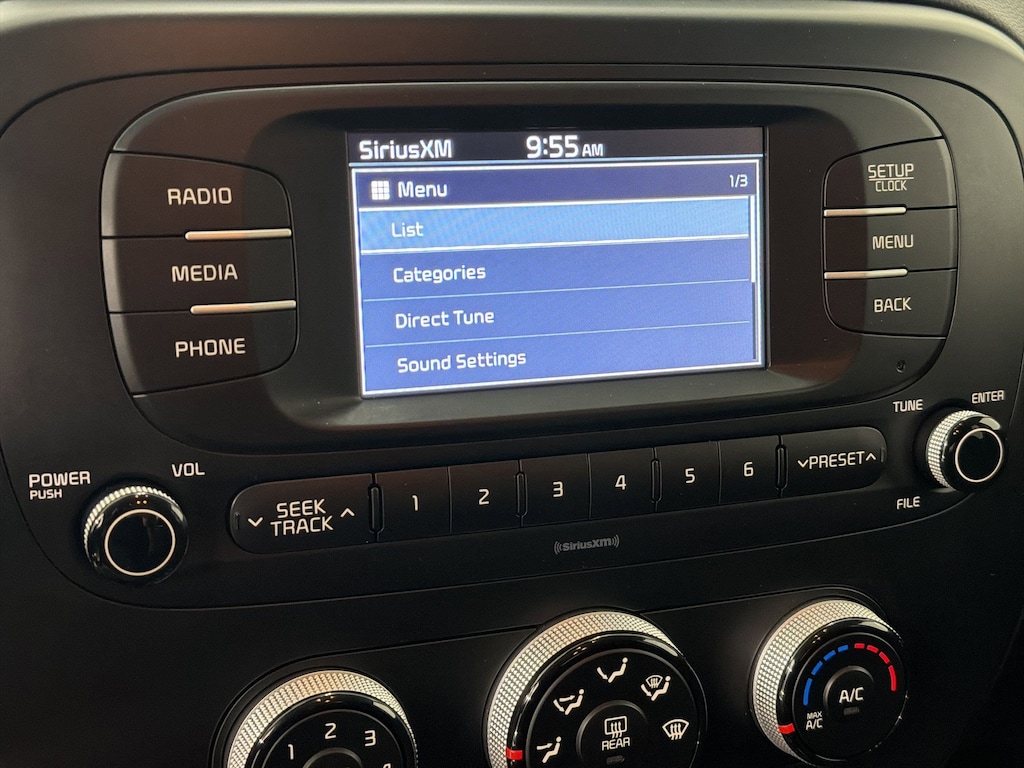 SiriusXM 9:55 AM
Menu 1/3
List
Categories
Direct Tune
Sound Settings
RADIO
MEDIA
PHONE
SETUP
CLOCK
MENU
BACK
TUNE
ENTER
FILE
POWER
PUSH
VOL
SEEK
TRACK
1 2 3 4 5 6
PRESET
SiriusXM
1 2 3
REAR
A/C
MAX
A/C